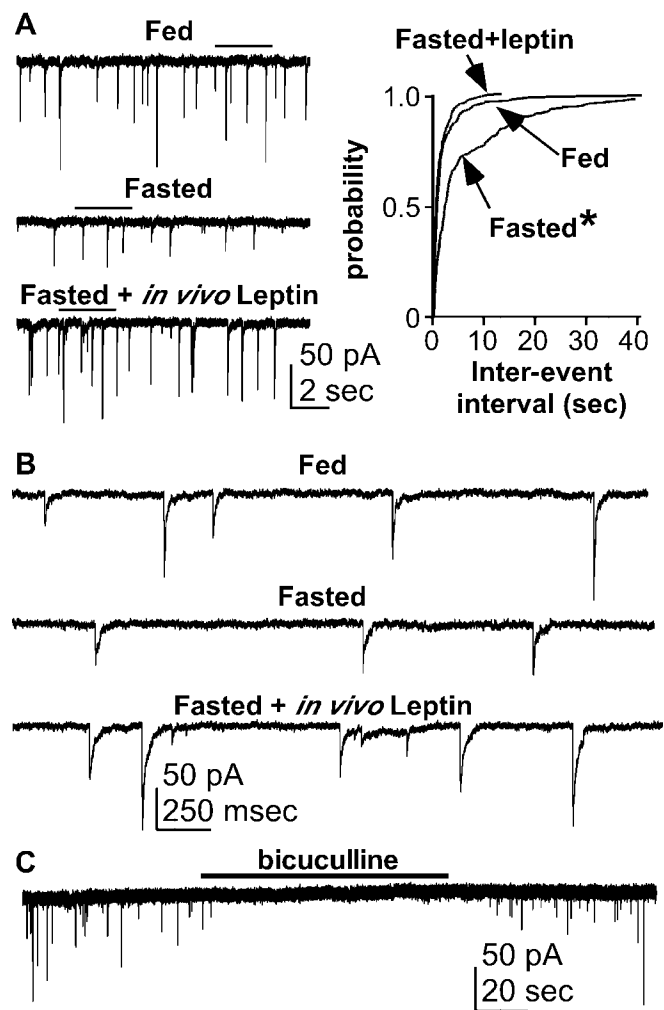 A
Fed
Fasted
Fasted + in vivo Leptin
50 pA
2 sec
Fasted+leptin
1.0
Fed
probability
0.5
Fasted*
0
0 10 20 30 40
Inter-event
interval (sec)
B
Fed
Fasted
Fasted + in vivo Leptin
50 pA
250 msec
C
bicuculline
50 pA
20 sec